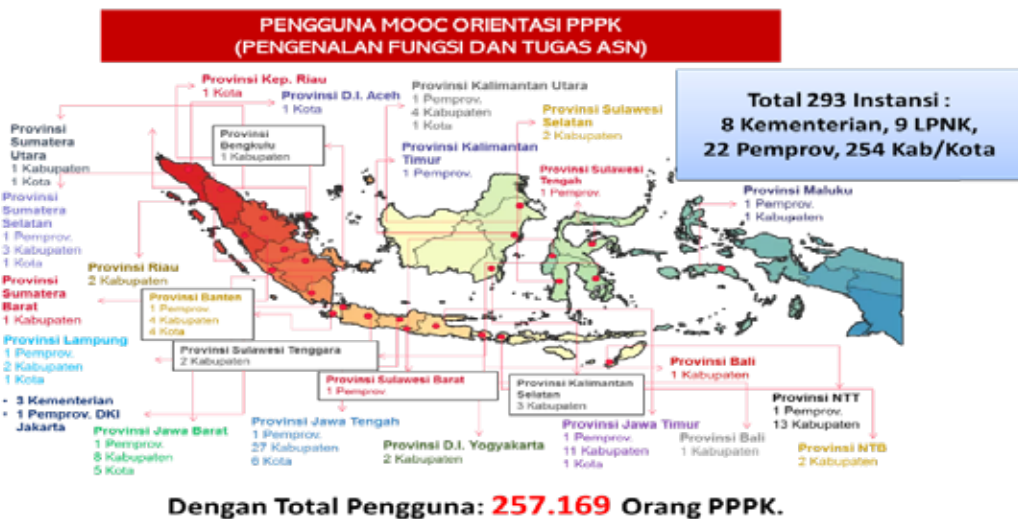 PENGGUNA MOOC ORIENTASI PPPK
(PENGENALAN FUNGSI DAN TUGAS ASN)
Total 293 Instansi :
8 Kementerian, 9 LPNK,
22 Pemprov, 254 Kab/Kota
Provinsi Kep. Riau
1 Kota
Provinsi D.I. Aceh
1 Kota
Provinsi Kalimantan Utara
1 Pemprov.
4 Kabupaten
1 Kota
Provinsi Sulawesi
Selatan
2 Kabupaten
Provinsi
Sumatera
Utara
1 Kabupaten
1 Kota
Provinsi
Bengkulu
1 Kabupaten
Provinsi Kalimantan
Timur
1 Pemprov.
Provinsi Sulawesi
Tengah
1 Pemprov.
Provinsi Maluku
1 Pemprov.
1 Kabupaten
Provinsi
Sumatera
Selatan
1 Pemprov.
3 Kabupaten
1 Kota
Provinsi Riau
2 Kabupaten
Provinsi
Sumatera
Barat
1 Kabupaten
Provinsi Banten
1 Pemprov.
4 Kabupaten
4 Kota
Provinsi Lampung
1 Pemprov.
2 Kabupaten
1 Kota
Provinsi Sulawesi Tenggara
2 Kabupaten
Provinsi Sulawesi Barat
1 Pemprov.
Provinsi Kalimantan
Selatan
3 Kabupaten
Provinsi Bali
1 Kabupaten
Provinsi NTT
1 Pemprov.
13 Kabupaten
• 3 Kementerian
• 1 Pemprov. DKI
Jakarta
Provinsi Jawa Barat
1 Pemprov.
8 Kabupaten
5 Kota
Provinsi Jawa Tengah
1 Pemprov.
27 Kabupaten
6 Kota
Provinsi D.I. Yogyakarta
2 Kabupaten
Provinsi Jawa Timur
1 Pemprov.
11 Kabupaten
1 Kota
Provinsi Bali
1 Kabupaten
Provinsi NTB
2 Kabupaten
Dengan Total Pengguna: 257.169 Orang PPPK.